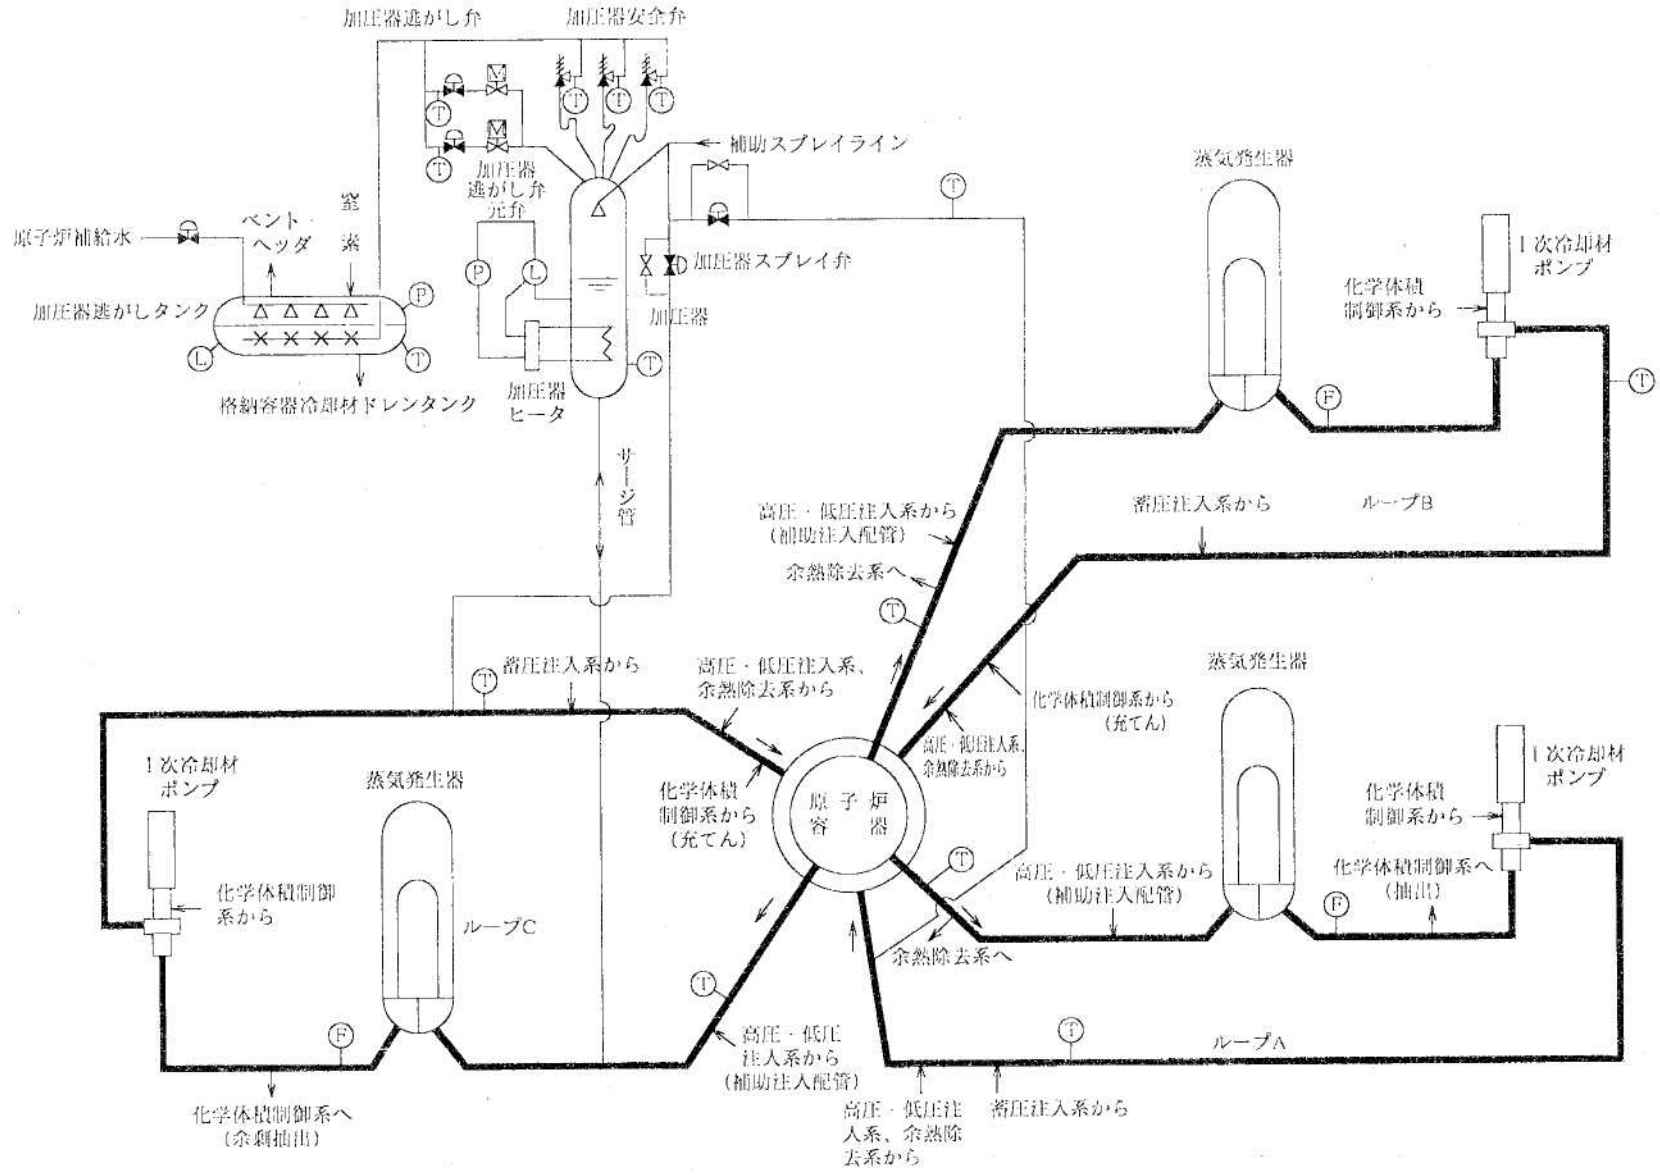 加圧器逃がし弁
加圧器安全弁
M
T
T
T
T
M
T
補助スプレイライン
加圧器
逃がし弁
元弁
T
蒸気発生器
窒素
ベント
ヘッダ
原子炉補給水
1次冷却材
ポンプ
P
L
加圧器スプレイ弁
化学体積
制御系から
加圧器逃がしタンク
P
加圧器
L
T
T
T
加圧器
ヒータ
格納容器冷却材ドレンタンク
F
サージ管
高圧・低圧注入系から
(補助注入配管)
蓄圧注入系から
ループB
余熱除去系へ
T
蓄圧注入系から
T
高圧・低圧注入系、
余熱除去系から
化学体積制御系から
(充てん)
蒸気発生器
高圧・低圧注入系、
余熱除去系から
1次冷却材
ポンプ
蒸気発生器
化学体積
制御系から
(充てん)
原子炉
容器
1次冷却材
ポンプ
化学体積
制御系から
T
高圧・低圧注入系から
(補助注入配管)
化学体積制御系へ
(抽出)
化学体積制御
系から
ループC
F
余熱除去系へ
T
F
高圧・低圧
注入系から
(補助注入配管)
T
ループA
化学体積制御系へ
(余剰抽出)
高圧・低圧注
入系、余熱除
去系から
蓄圧注入系から